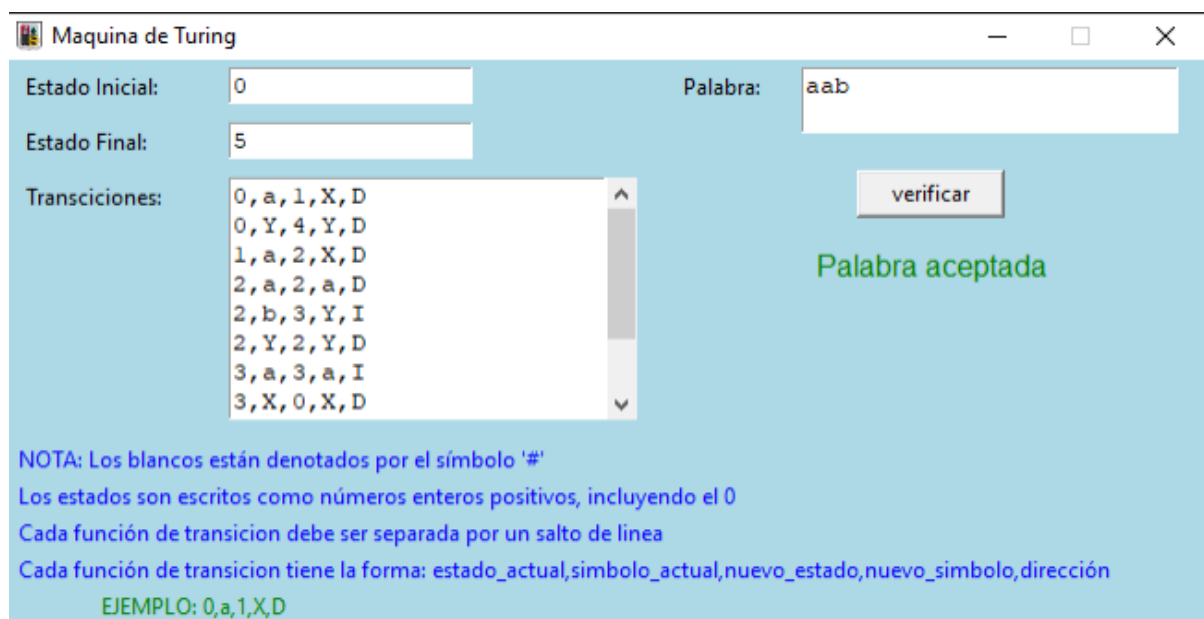 Maquina de Turing
Estado Inicial: 0
Palabra: aab
Estado Final: 5
Transciciones:
0,a,1,X,D
0,Y,4,Y,D
1,a,2,X,D
2,a,2,a,D
2,b,3,Y,I
2,Y,2,Y,D
3,a,3,a,I
3,X,0,X,D
verificar
Palabra aceptada
NOTA: Los blancos están denotados por el símbolo '#'
Los estados son escritos como números enteros positivos, incluyendo el 0
Cada función de transicion debe ser separada por un salto de linea
Cada función de transicion tiene la forma: estado_actual,simbolo_actual,nuevo_estado,nuevo_simbolo,dirección
EJEMPLO: 0,a,1,X,D